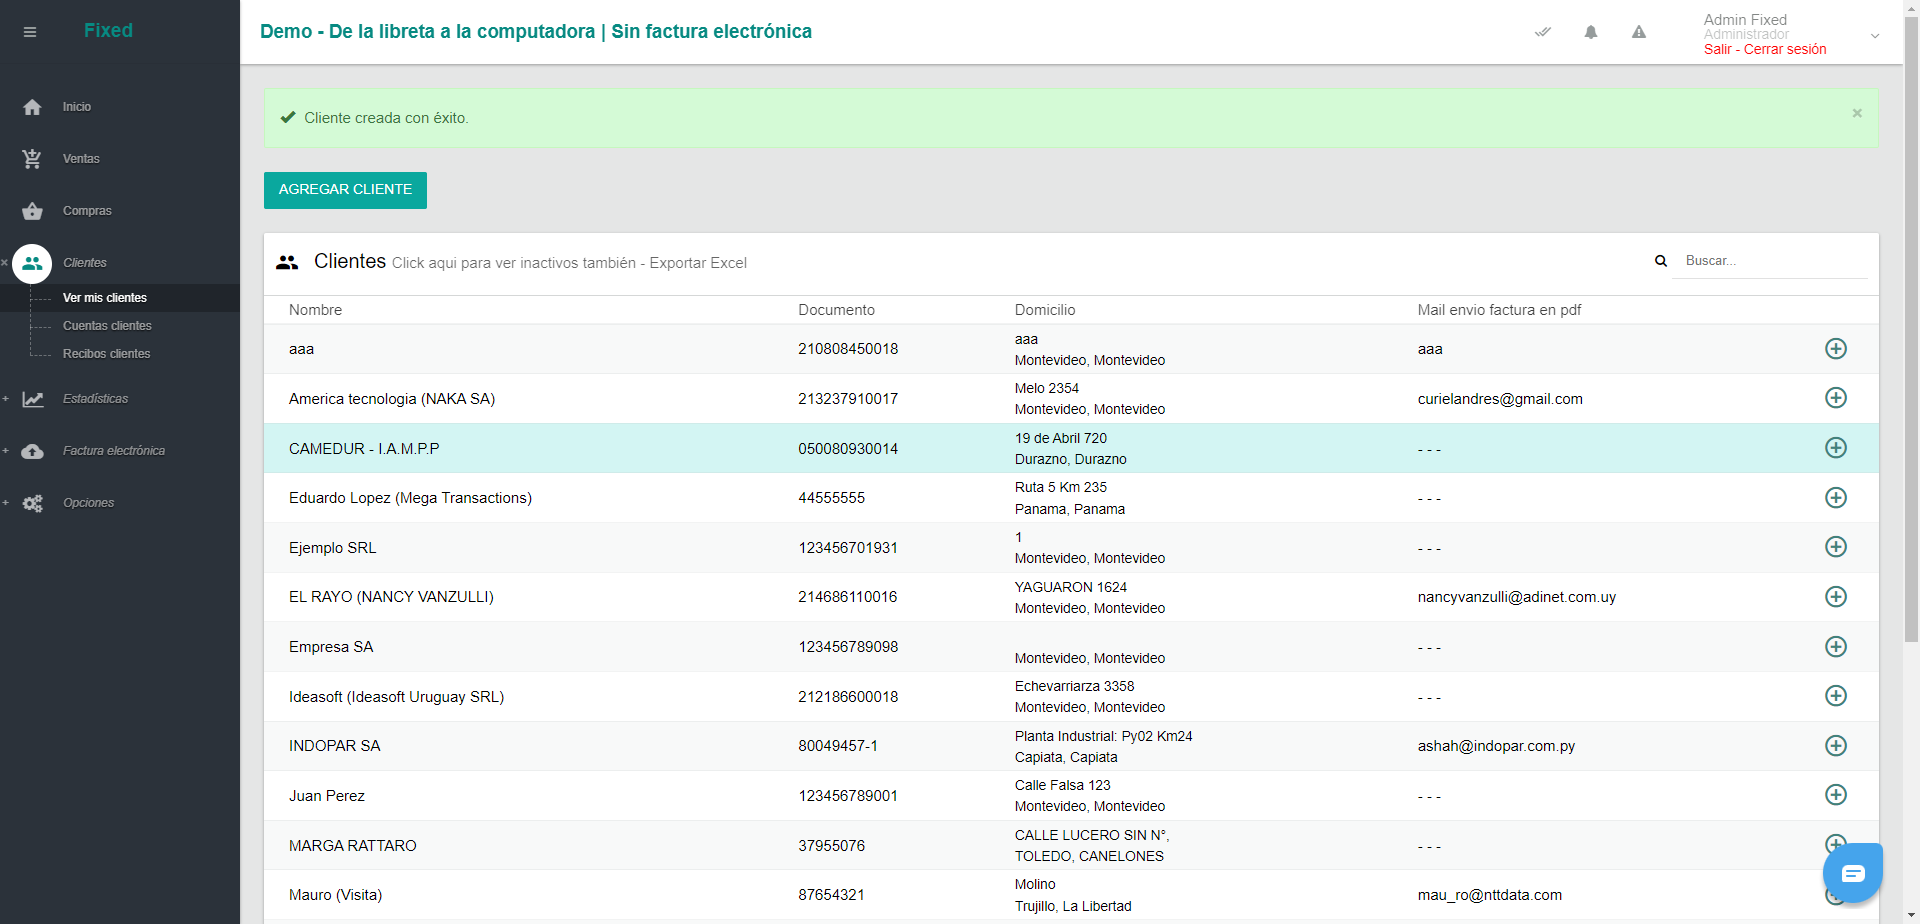 Fixed
Demo - De la libreta a la computadora | Sin factura electrónica
Admin Fixed
Administrador
Salir - Cerrar sesión
Inicio
Ventas
Compras
Clientes
Ver mis clientes
Cuentas clientes
Recibos clientes
Estadísticas
Factura electrónica
Opciones
Cliente creada con éxito.
×
AGREGAR CLIENTE
Clientes Click aqui para ver inactivos también - Exportar Excel
Buscar...
Nombre Documento Domicilio Mail envio factura en pdf
aaa 210808450018 aaa
Montevideo, Montevideo aaa
America tecnologia (NAKA SA) 213237910017 Melo 2354
Montevideo, Montevideo curielandres@gmail.com
CAMEDUR - I.A.M.P.P 050080930014 19 de Abril 720
Durazno, Durazno - - -
Eduardo Lopez (Mega Transactions) 44555555 Ruta 5 Km 235
Panama, Panama - - -
Ejemplo SRL 123456701931 1
Montevideo, Montevideo - - -
EL RAYO (NANCY VANZULLI) 214686110016 YAGUARON 1624
Montevideo, Montevideo nancyvanzulli@adinet.com.uy
Empresa SA 123456789098
Montevideo, Montevideo - - -
Ideasoft (Ideasoft Uruguay SRL) 212186600018 Echevarriarza 3358
Montevideo, Montevideo - - -
INDOPAR SA 80049457-1 Planta Industrial: Py02 Km24
Capiata, Capiata ashah@indopar.com.py
Juan Perez 123456789001 Calle Falsa 123
Montevideo, Montevideo - - -
MARGA RATTARO 37955076 CALLE LUCERO SIN N°,
TOLEDO, CANELONES - - -
Mauro (Visita) 87654321 Molino
Trujillo, La Libertad mau_ro@nttdata.com